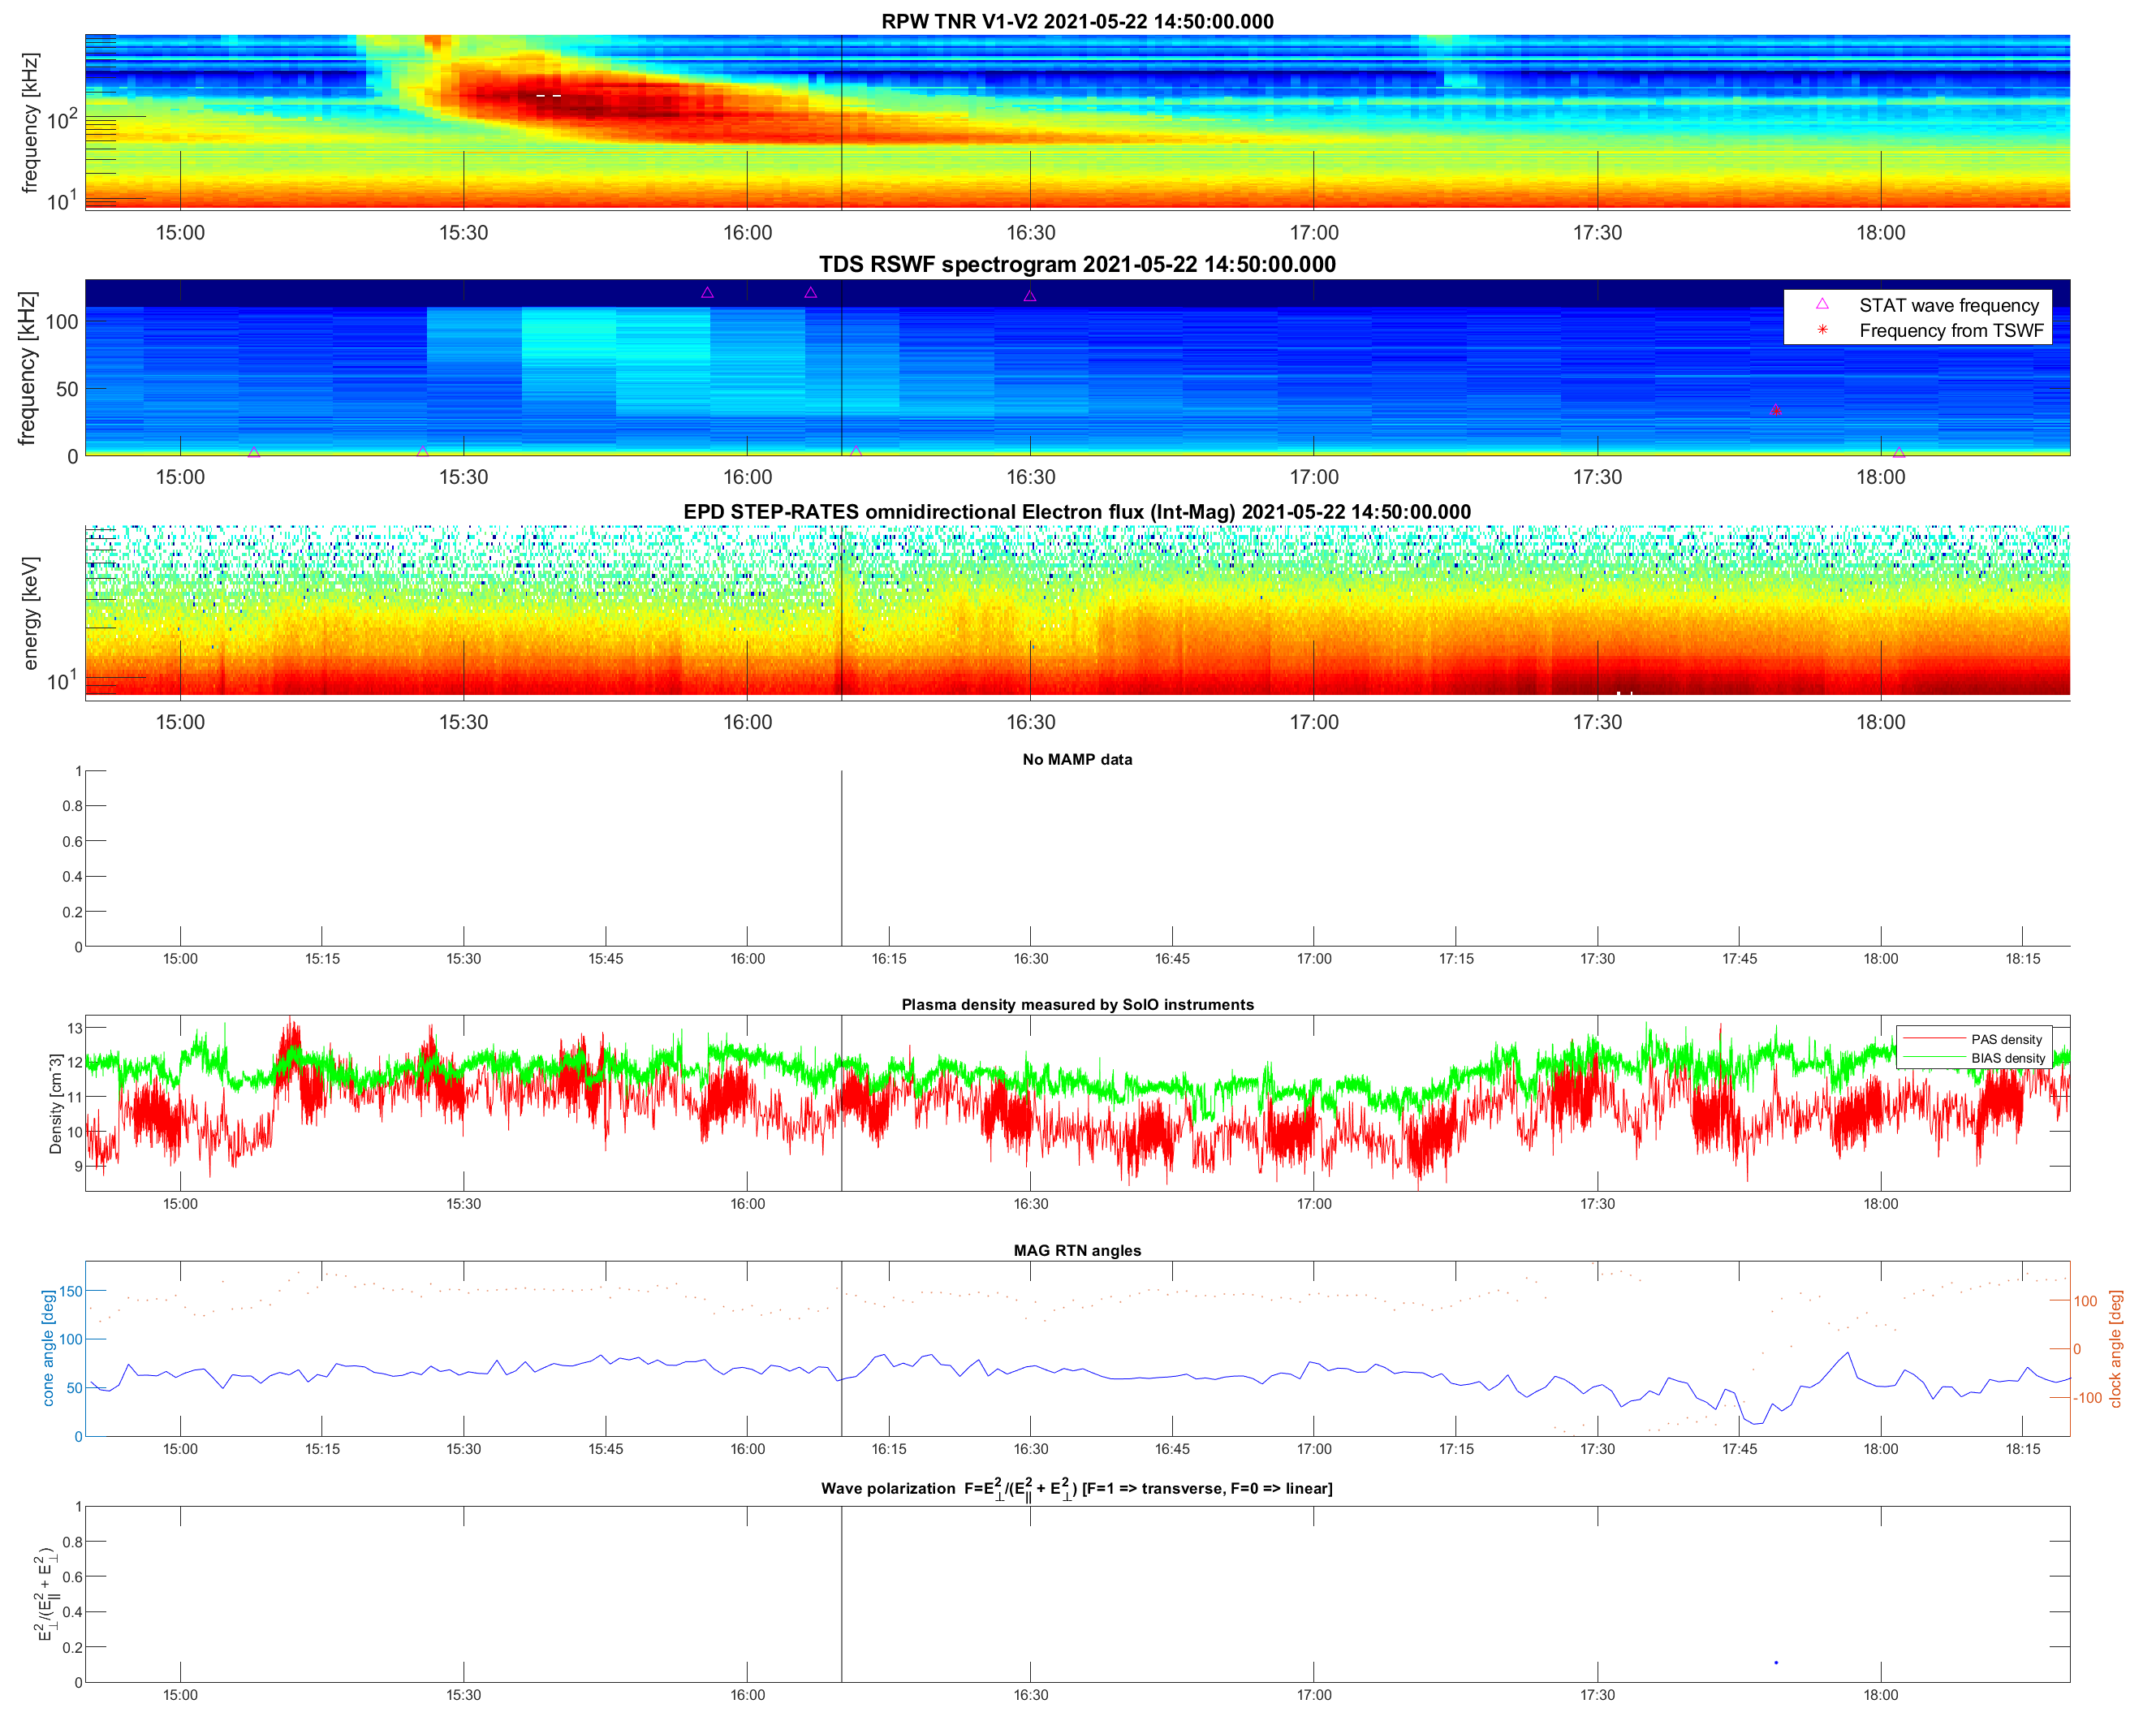 RPW TNR V1-V2 2021-05-22 14:50:00.000
frequency [kHz]
10^2
10^1
15:00 15:30 16:00 16:30 17:00 17:30 18:00
TDS RSWF spectrogram 2021-05-22 14:50:00.000
frequency [kHz]
100
50
0
STAT wave frequency
Frequency from TSWF
15:00 15:30 16:00 16:30 17:00 17:30 18:00
EPD STEP-RATES omnidirectional Electron flux (Int-Mag) 2021-05-22 14:50:00.000
energy [keV]
10^1
15:00 15:30 16:00 16:30 17:00 17:30 18:00
No MAMP data
1
0.8
0.6
0.4
0.2
0
15:00 15:15 15:30 15:45 16:00 16:15 16:30 16:45 17:00 17:15 17:30 17:45 18:00 18:15
Plasma density measured by SolO instruments
Density [cm^-3]
13
12
11
10
9
PAS density
BIAS density
15:00 15:30 16:00 16:30 17:00 17:30 18:00
MAG RTN angles
cone angle [deg]
150
100
50
0
100
0
-100
clock angle [deg]
15:00 15:15 15:30 15:45 16:00 16:15 16:30 16:45 17:00 17:15 17:30 17:45 18:00 18:15
Wave polarization F=E⊥^2/(E||^2 + E⊥^2) [F=1 => transverse, F=0 => linear]
E⊥^2/(E||^2 + E⊥^2)
1
0.8
0.6
0.4
0.2
0
15:00 15:30 16:00 16:30 17:00 17:30 18:00